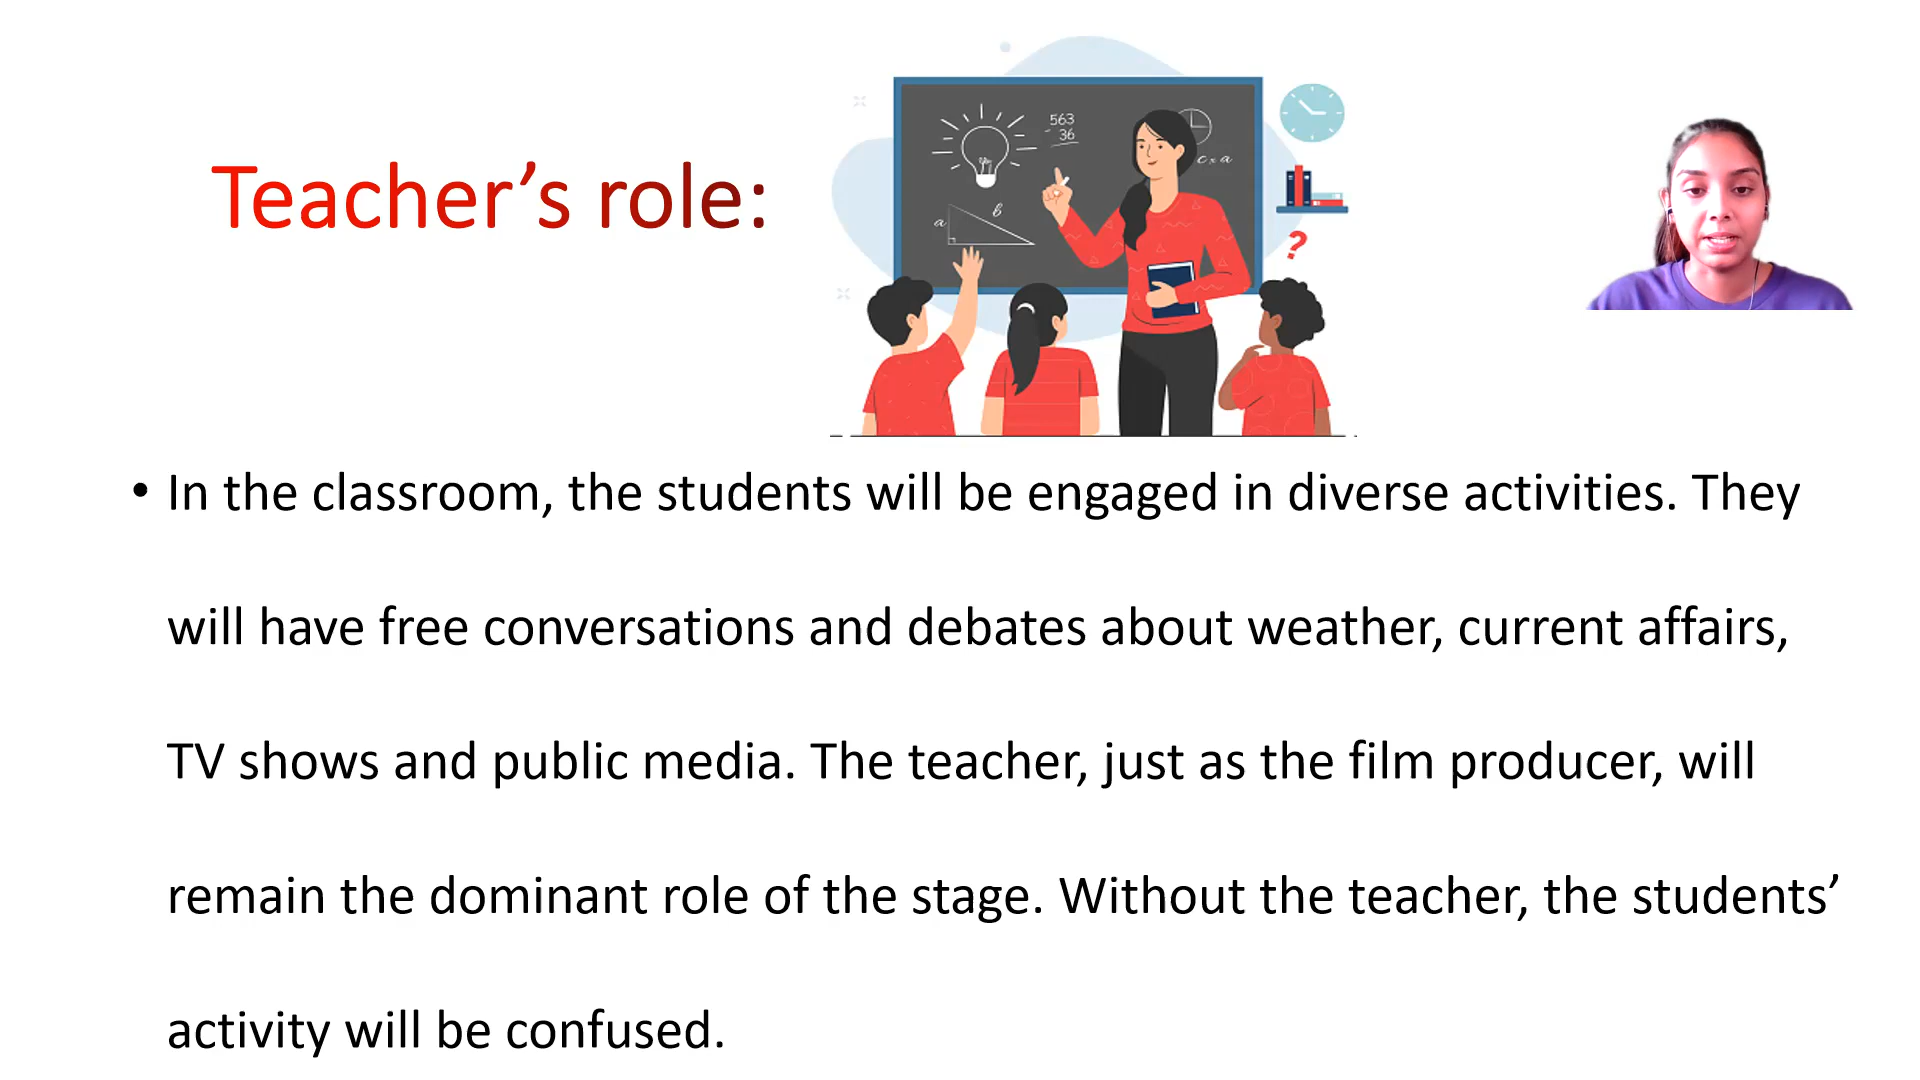 Teacher’s role:
563
36
c x a
a
b
?
• In the classroom, the students will be engaged in diverse activities. They
will have free conversations and debates about weather, current affairs,
TV shows and public media. The teacher, just as the film producer, will
remain the dominant role of the stage. Without the teacher, the students’
activity will be confused.